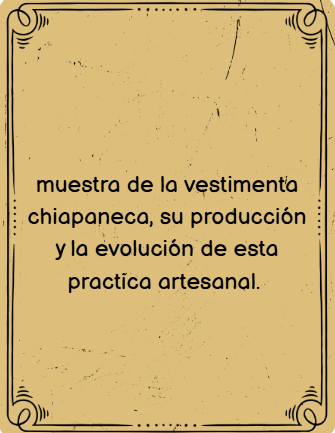 muestra de la vestimenta
chiapaneca, su producción
y la evolución de esta
practica artesanal.